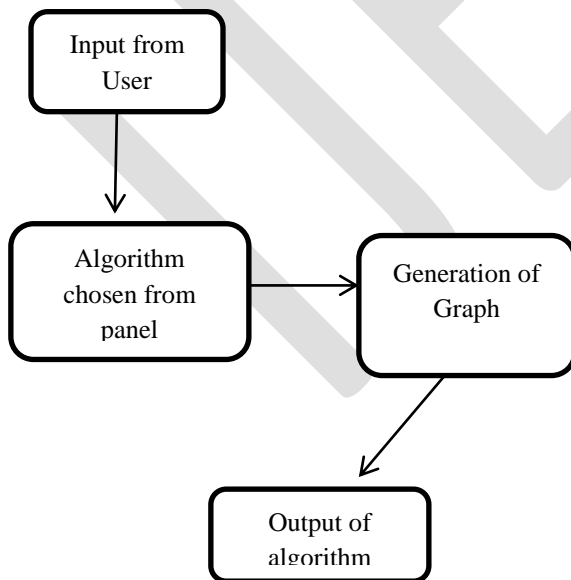 Input from
User
Algorithm
chosen from
panel
Generation of
Graph
Output of
algorithm